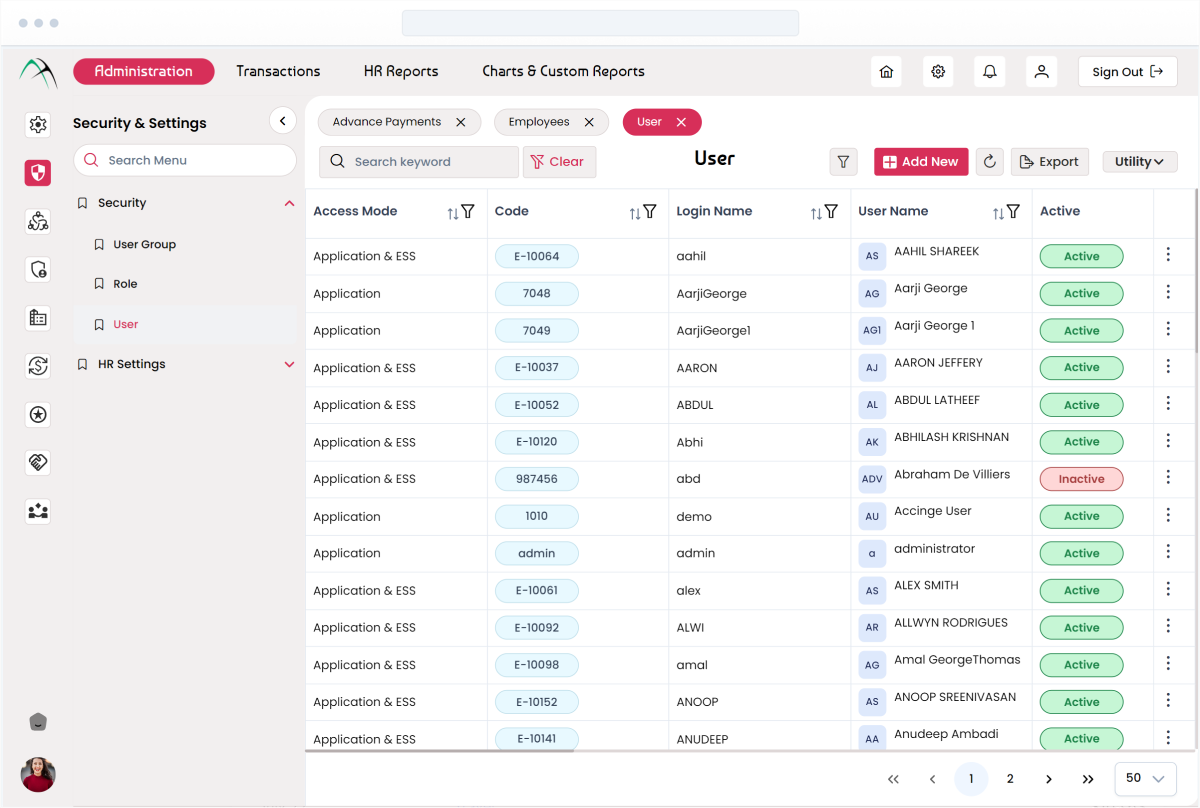 Administration Transactions HR Reports Charts & Custom Reports Sign Out
Security & Settings
Search Menu
Security
User Group
Role
User
HR Settings
Advance Payments Employees User
Search keyword Clear User Add New Export Utility
Access Mode Code Login Name User Name Active
Application & ESS E-10064 aahil AS AAHIL SHAREEK Active
Application 7048 AarjiGeorge AG Aarji George Active
Application 7049 AarjiGeorge1 AG1 Aarji George 1 Active
Application & ESS E-10037 AARON AJ AARON JEFFERY Active
Application & ESS E-10052 ABDUL AL ABDUL LATHEEF Active
Application & ESS E-10120 Abhi AK ABHILASH KRISHNAN Active
Application & ESS 987456 abd ADV Abraham De Villiers Inactive
Application 1010 demo AU Accinge User Active
Application admin admin a administrator Active
Application & ESS E-10061 alex AS ALEX SMITH Active
Application & ESS E-10092 ALWI AR ALLWYN RODRIGUES Active
Application & ESS E-10098 amal AG Amal GeorgeThomas Active
Application & ESS E-10152 ANOOP AS ANOOP SREENIVASAN Active
Application & ESS E-10141 ANUDEEP AA Anudeep Ambadi Active
1 2 50